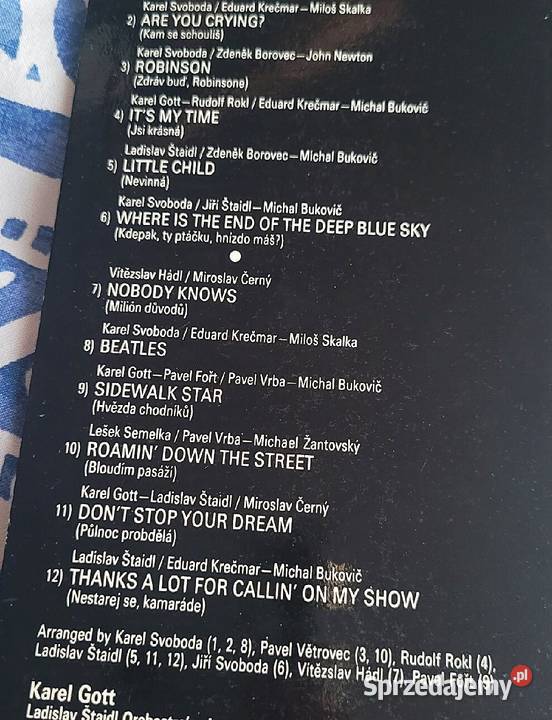 Karel Svoboda / Eduard Krečmar – Miloš Skalka
2) ARE YOU CRYING?
(Kam se schoulíš)
Karel Svoboda / Zdeněk Borovec – John Newton
3) ROBINSON
(Zdráv buď, Robinsone)
Karel Gott – Rudolf Rokl / Eduard Krečmar – Michal Bukovič
4) IT'S MY TIME
(Jsi krásná)
Ladislav Štaidl / Zdeněk Borovec – Michal Bukovič
5) LITTLE CHILD
(Nevinná)
Karel Svoboda / Jiří Štaidl – Michal Bukovič
6) WHERE IS THE END OF THE DEEP BLUE SKY
(Kdepak, ty ptáčku, hnízdo máš?)
Vítězslav Hádl / Miroslav Černý
7) NOBODY KNOWS
(Milión důvodů)
Karel Svoboda / Eduard Krečmar – Miloš Skalka
8) BEATLES
Karel Gott – Pavel Fořt / Pavel Vrba – Michal Bukovič
9) SIDEWALK STAR
(Hvězda chodníků)
Lešek Semelka / Pavel Vrba – Michael Žantovský
10) ROAMIN' DOWN THE STREET
(Bloudím pasáží)
Karel Gott – Ladislav Štaidl / Miroslav Černý
11) DON'T STOP YOUR DREAM
(Půlnoc probdělá)
Ladislav Štaidl / Eduard Krečmar – Michal Bukovič
12) THANKS A LOT FOR CALLIN' ON MY SHOW
(Nestarej se, kamaráde)
Arranged by Karel Svoboda (1, 2, 8), Pavel Větrovec (3, 10), Rudolf Rokl (4),
Ladislav Štaidl (5, 11, 12), Jiří Svoboda (6), Vítězslav Hádl (7), Pavel Fořt (9)
Karel Gott
Ladislav Štaidl Orchestra
Sprzedajemy.pl